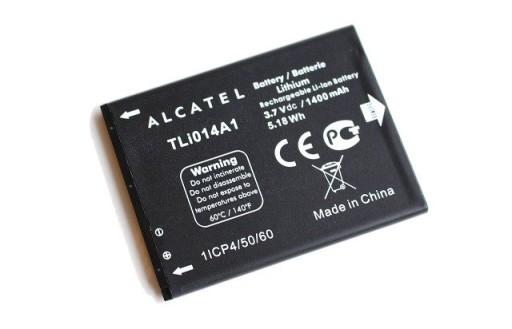 ALCATEL
TLi014A1
Battery / Batterie
Lithium
Rechargeable Li-ion Battery
3.7 Vdc / 1400 mAh
5.18 Wh
Warning
Do not incinerate
Do not disassemble
Do not expose to
temperature above
60°C / 140°F
CE
Made in China
1ICP4/50/60